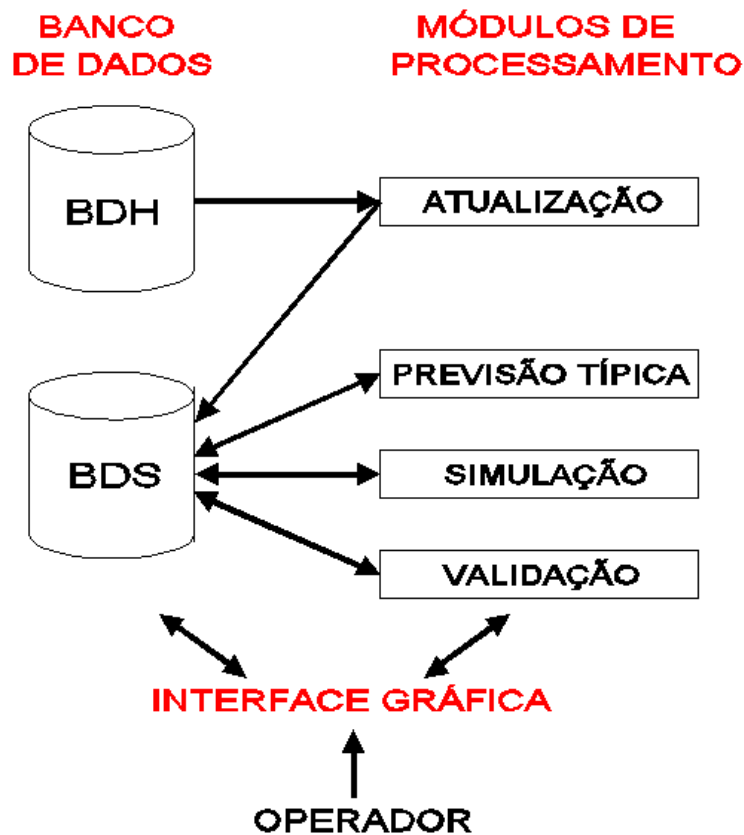 BANCO
DE DADOS
MÓDULOS DE
PROCESSAMENTO
BDH
ATUALIZAÇÃO
PREVISÃO TÍPICA
BDS
SIMULAÇÃO
VALIDAÇÃO
INTERFACE GRÁFICA
OPERADOR